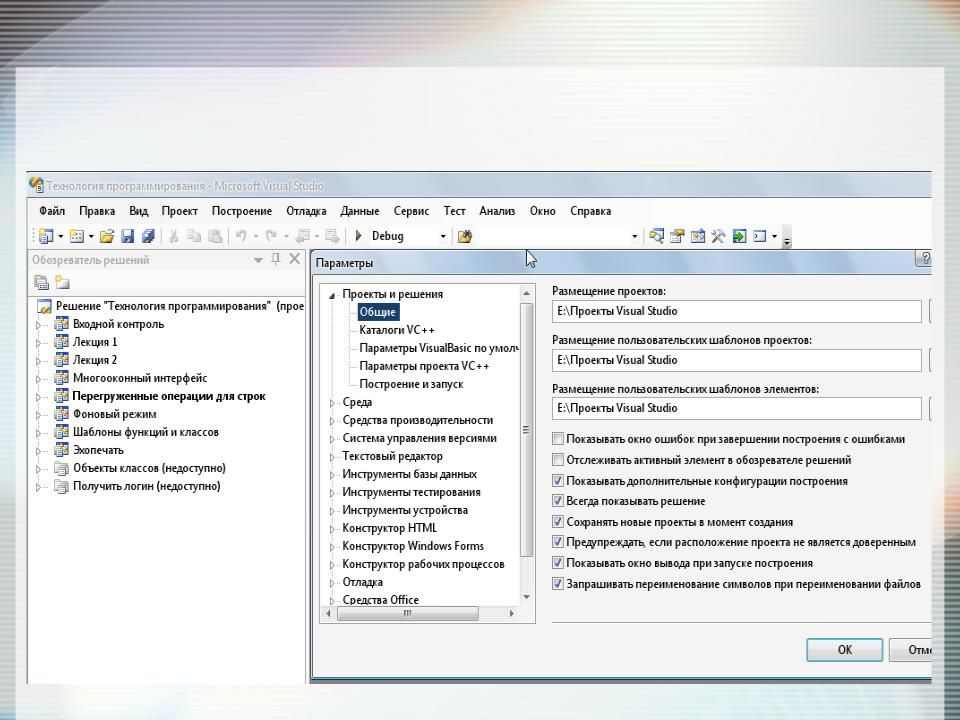 Технология программирования - Microsoft Visual Studio
Файл Правка Вид Проект Построение Отладка Данные Сервис Тест Анализ Окно Справка
Debug
Обозреватель решений
Решение "Технология программирования" (прое
Входной контроль
Лекция 1
Лекция 2
Многооконный интерфейс
Перегруженные операции для строк
Фоновый режим
Шаблоны функций и классов
Эхопечать
Объекты классов (недоступно)
Получить логин (недоступно)
Параметры
?
Проекты и решения
Общие
Каталоги VC++
Параметры VisualBasic по умолч
Параметры проекта VC++
Построение и запуск
Среда
Средства производительности
Система управления версиями
Текстовый редактор
Инструменты базы данных
Инструменты тестирования
Инструменты устройства
Конструктор HTML
Конструктор Windows Forms
Конструктор рабочих процессов
Отладка
Средства Office
Размещение проектов:
E:\Проекты Visual Studio
Размещение пользовательских шаблонов проектов:
E:\Проекты Visual Studio
Размещение пользовательских шаблонов элементов:
E:\Проекты Visual Studio
Показывать окно ошибок при завершении построения с ошибками
Отслеживать активный элемент в обозревателе решений
Показывать дополнительные конфигурации построения
Всегда показывать решение
Сохранять новые проекты в момент создания
Предупреждать, если расположение проекта не является доверенным
Показывать окно вывода при запуске построения
Запрашивать переименование символов при переименовании файлов
OK
Отме